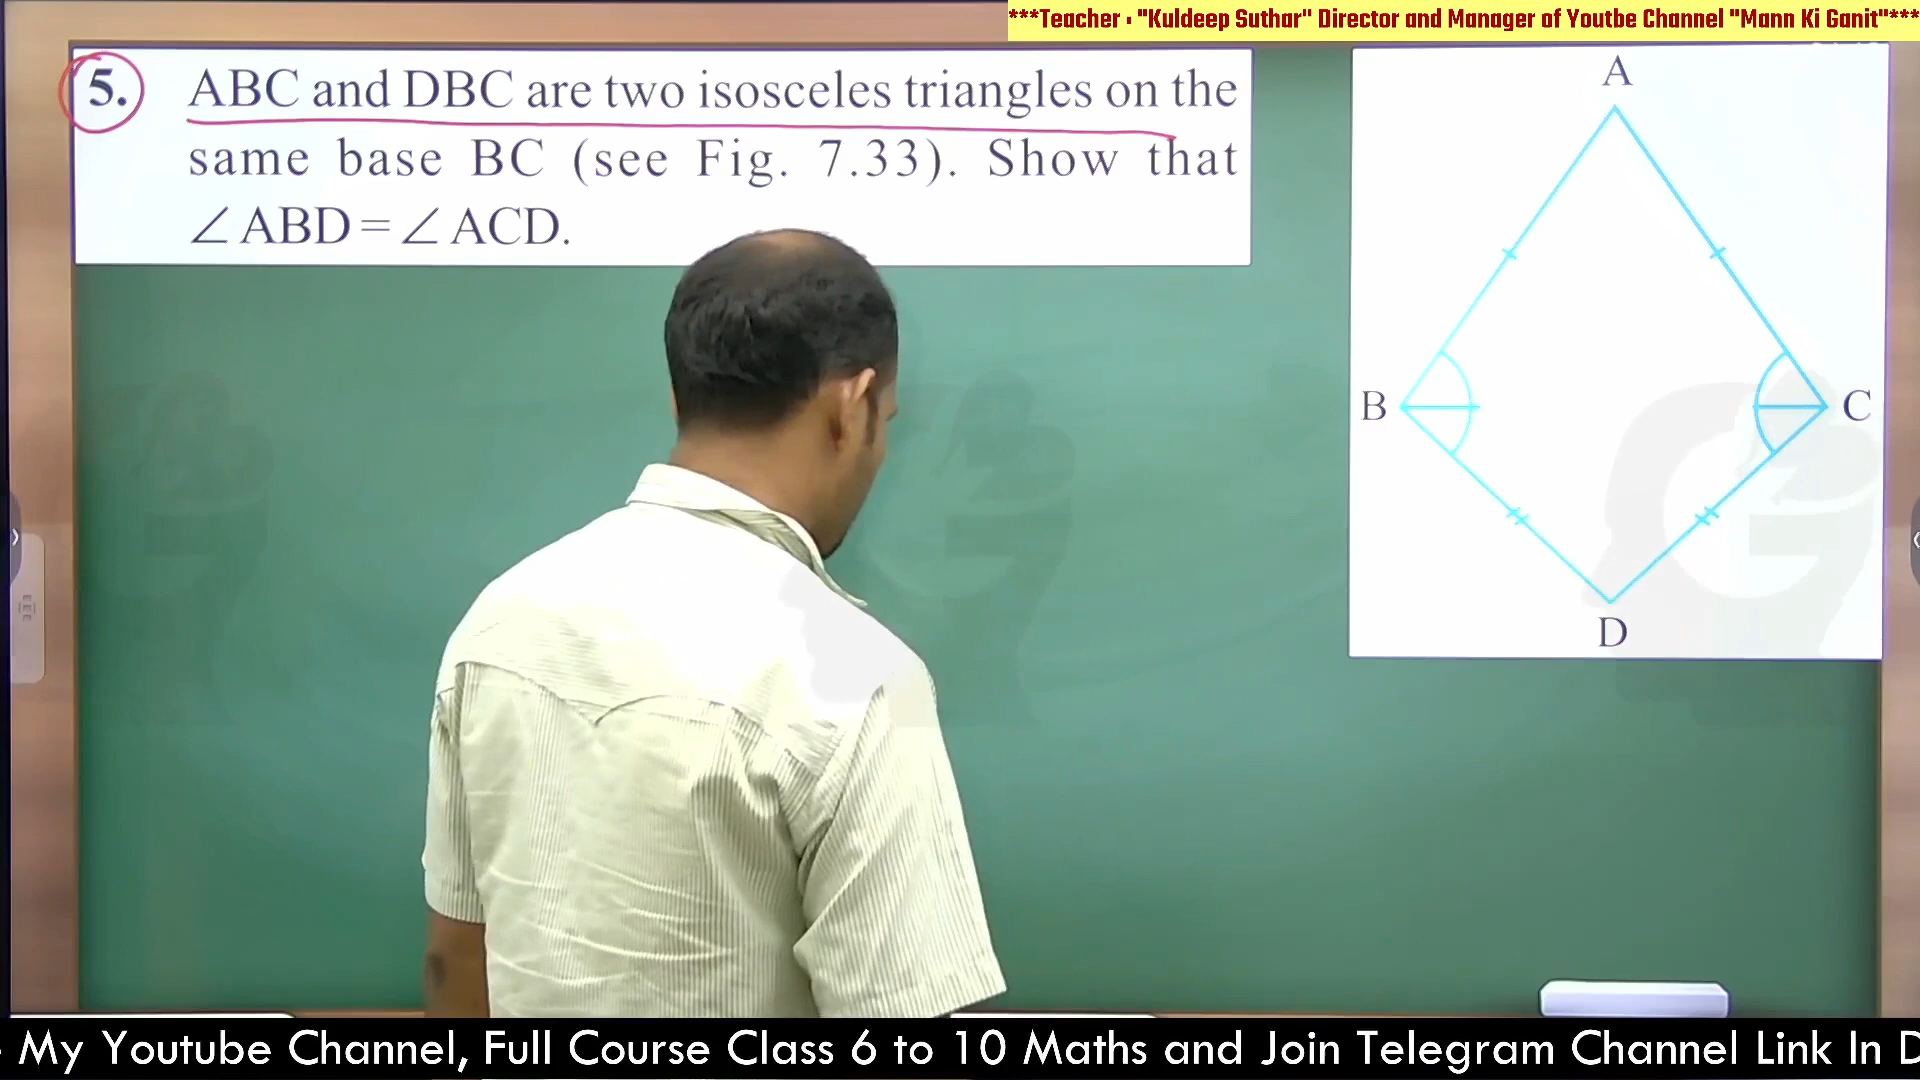 ***Teacher : "Kuldeep Suthar" Director and Manager of Youtbe Channel "Mann Ki Ganit"***
5. ABC and DBC are two isosceles triangles on the
same base BC (see Fig. 7.33). Show that
∠ABD = ∠ACD.
A
B
C
D
My Youtube Channel, Full Course Class 6 to 10 Maths and Join Telegram Channel Link In